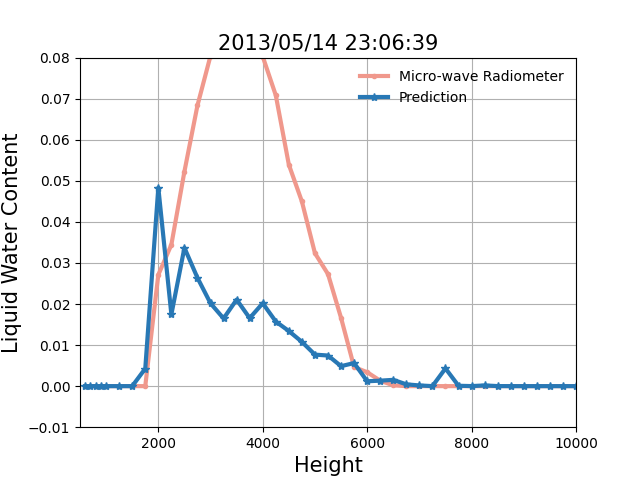 2013/05/14 23:06:39
Micro-wave Radiometer
Prediction
Liquid Water Content
0.08
0.07
0.06
0.05
0.04
0.03
0.02
0.01
0.00
−0.01
2000 4000 6000 8000 10000
Height